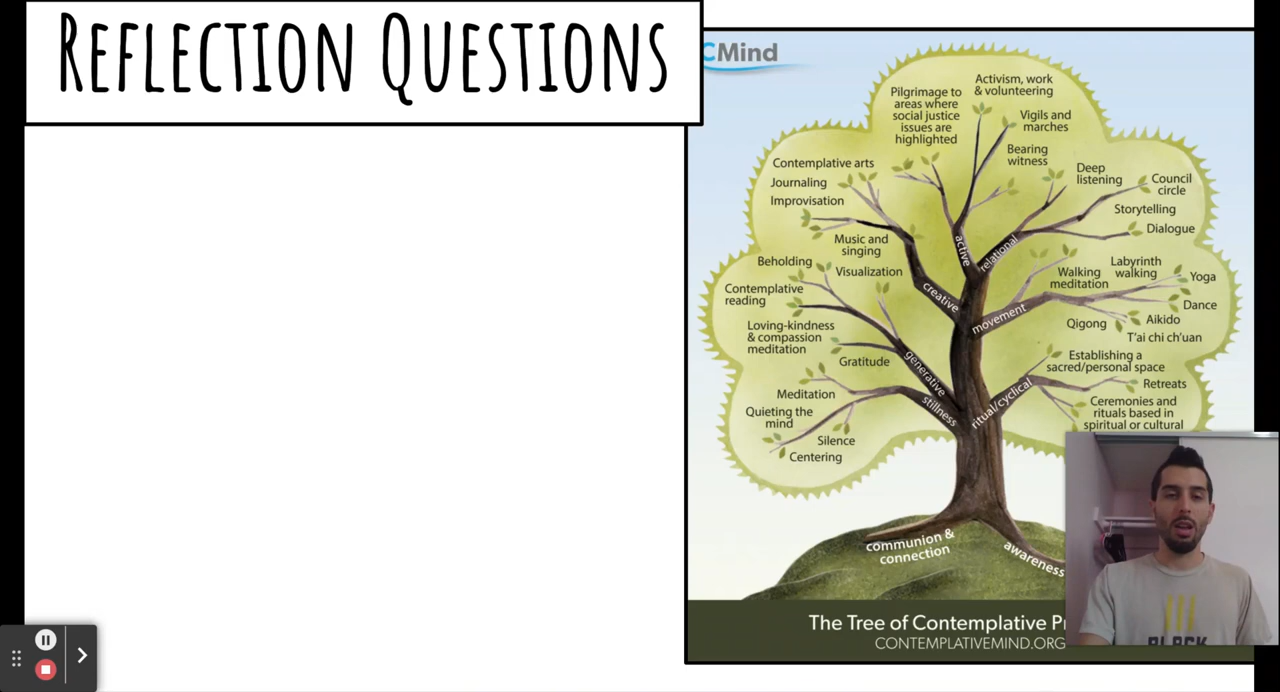 REFLECTION QUESTIONS
CMind
Activism, work
& volunteering
Pilgrimage to
areas where
social justice
issues are
highlighted
Vigils and
marches
Bearing
witness
Contemplative arts
Journaling
Improvisation
Deep
listening
Council
circle
Storytelling
Dialogue
Music and
singing
active
relational
Beholding
Visualization
Contemplative
reading
creative
Walking
meditation
Labyrinth
walking
Yoga
movement
Dance
Qigong
Aikido
T'ai chi ch'uan
Loving-kindness
& compassion
meditation
Gratitude
generative
Establishing a
sacred/personal space
Retreats
Meditation
stillness
ritual/cyclical
Ceremonies and
rituals based in
spiritual or cultural
Quieting the
mind
Silence
Centering
communion &
connection
awareness
The Tree of Contemplative
CONTEMPLATIVEMIND.ORG
BLACK